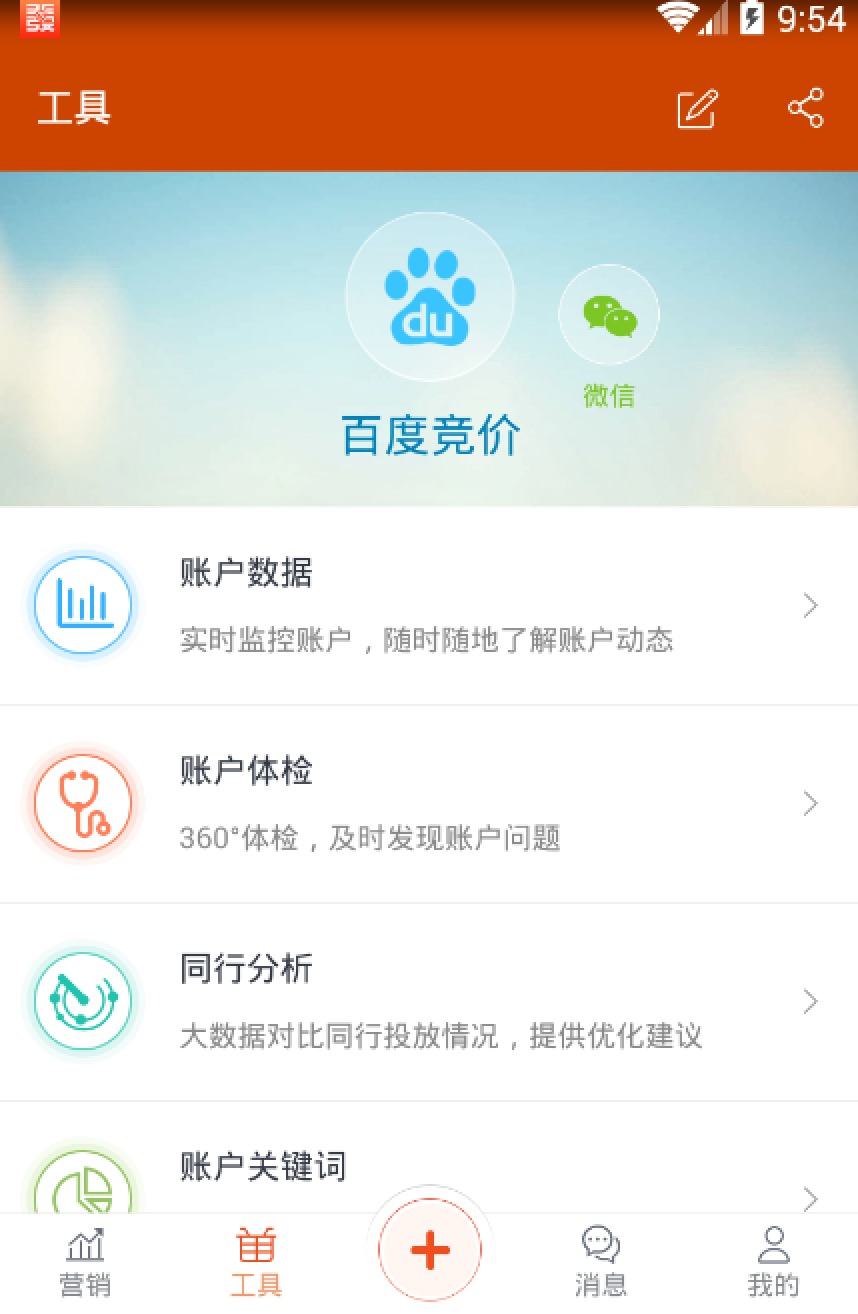 9:54
工具
du
微信
百度竞价
账户数据
实时监控账户，随时随地了解账户动态
账户体检
360°体检，及时发现账户问题
同行分析
大数据对比同行投放情况，提供优化建议
账户关键词
营销
工具
消息
我的